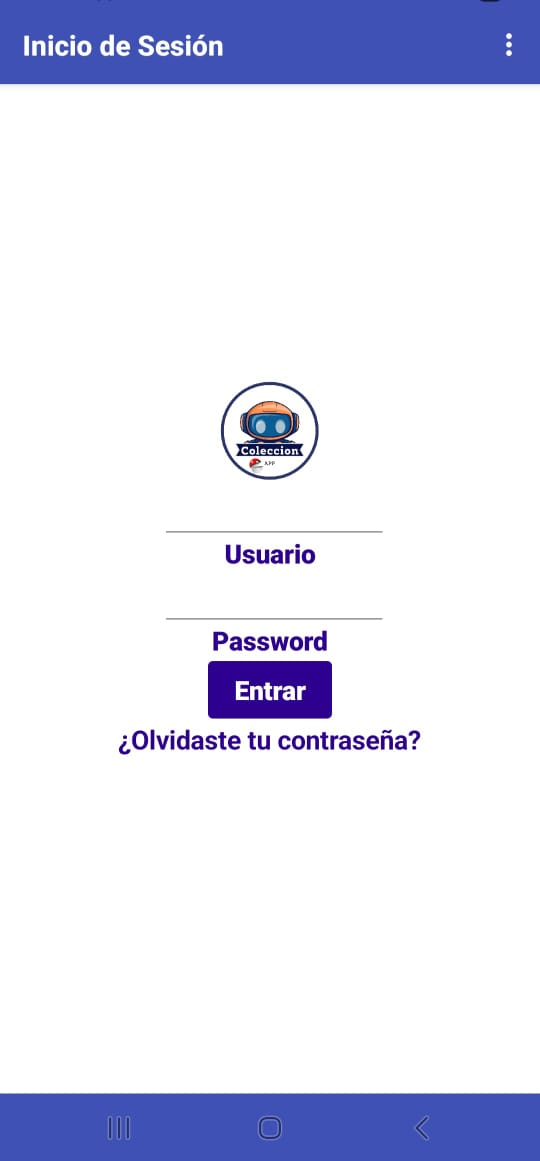 Inicio de Sesión
Coleccion
APP
Usuario
Password
Entrar
¿Olvidaste tu contraseña?